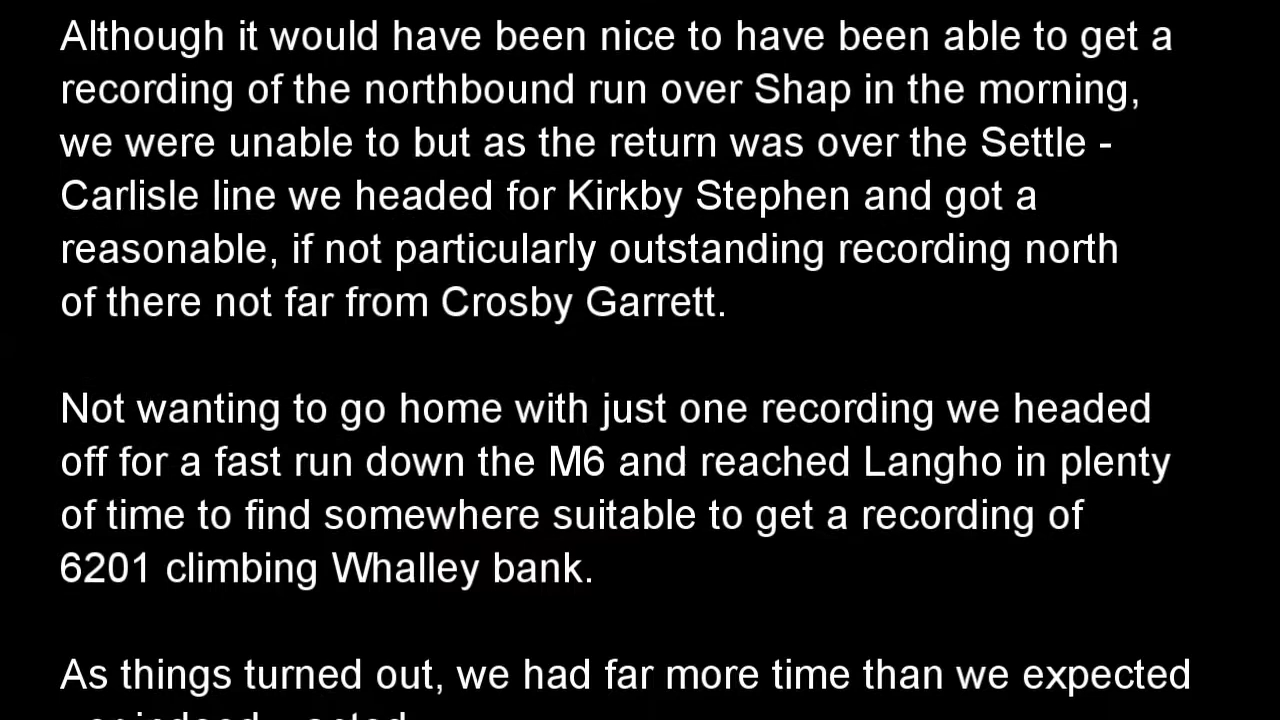 Although it would have been nice to have been able to get a
recording of the northbound run over Shap in the morning,
we were unable to but as the return was over the Settle -
Carlisle line we headed for Kirkby Stephen and got a
reasonable, if not particularly outstanding recording north
of there not far from Crosby Garrett.
Not wanting to go home with just one recording we headed
off for a fast run down the M6 and reached Langho in plenty
of time to find somewhere suitable to get a recording of
6201 climbing Whalley bank.
As things turned out, we had far more time than we expected
indeed